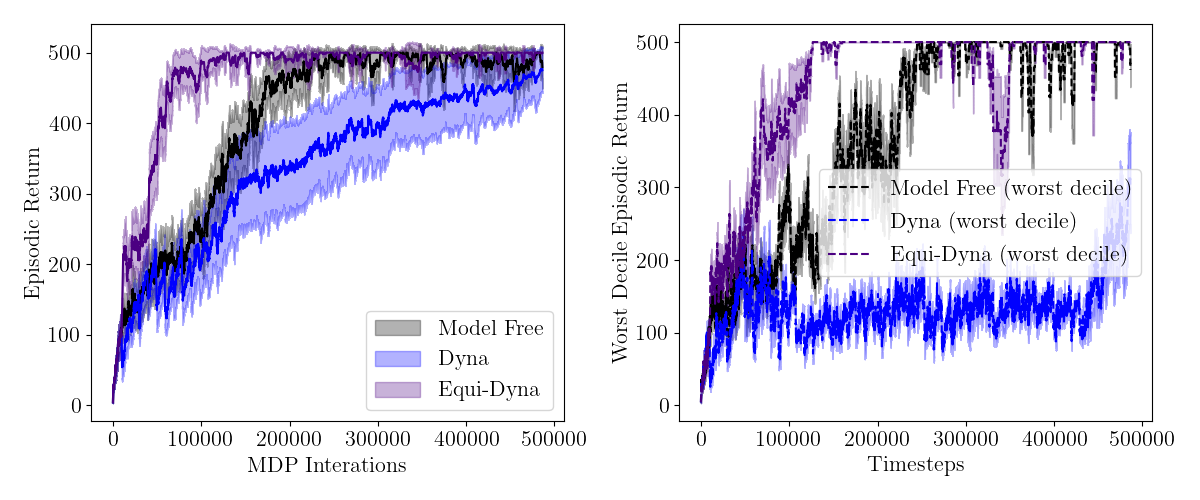 Episodic Return
500
400
300
200
100
0
0 100000 200000 300000 400000 500000
MDP Interations
Model Free
Dyna
Equi-Dyna
Worst Decile Episodic Return
500
400
300
200
100
0
0 100000 200000 300000 400000 500000
Timesteps
Model Free (worst decile)
Dyna (worst decile)
Equi-Dyna (worst decile)